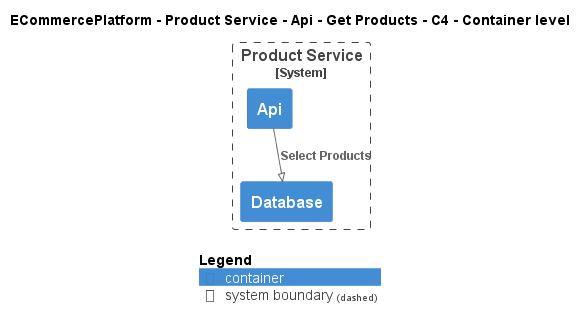 ECommercePlatform - Product Service - Api - Get Products - C4 - Container level
Product Service
[System]
Api
Select Products
Database
Legend
container
system boundary (dashed)